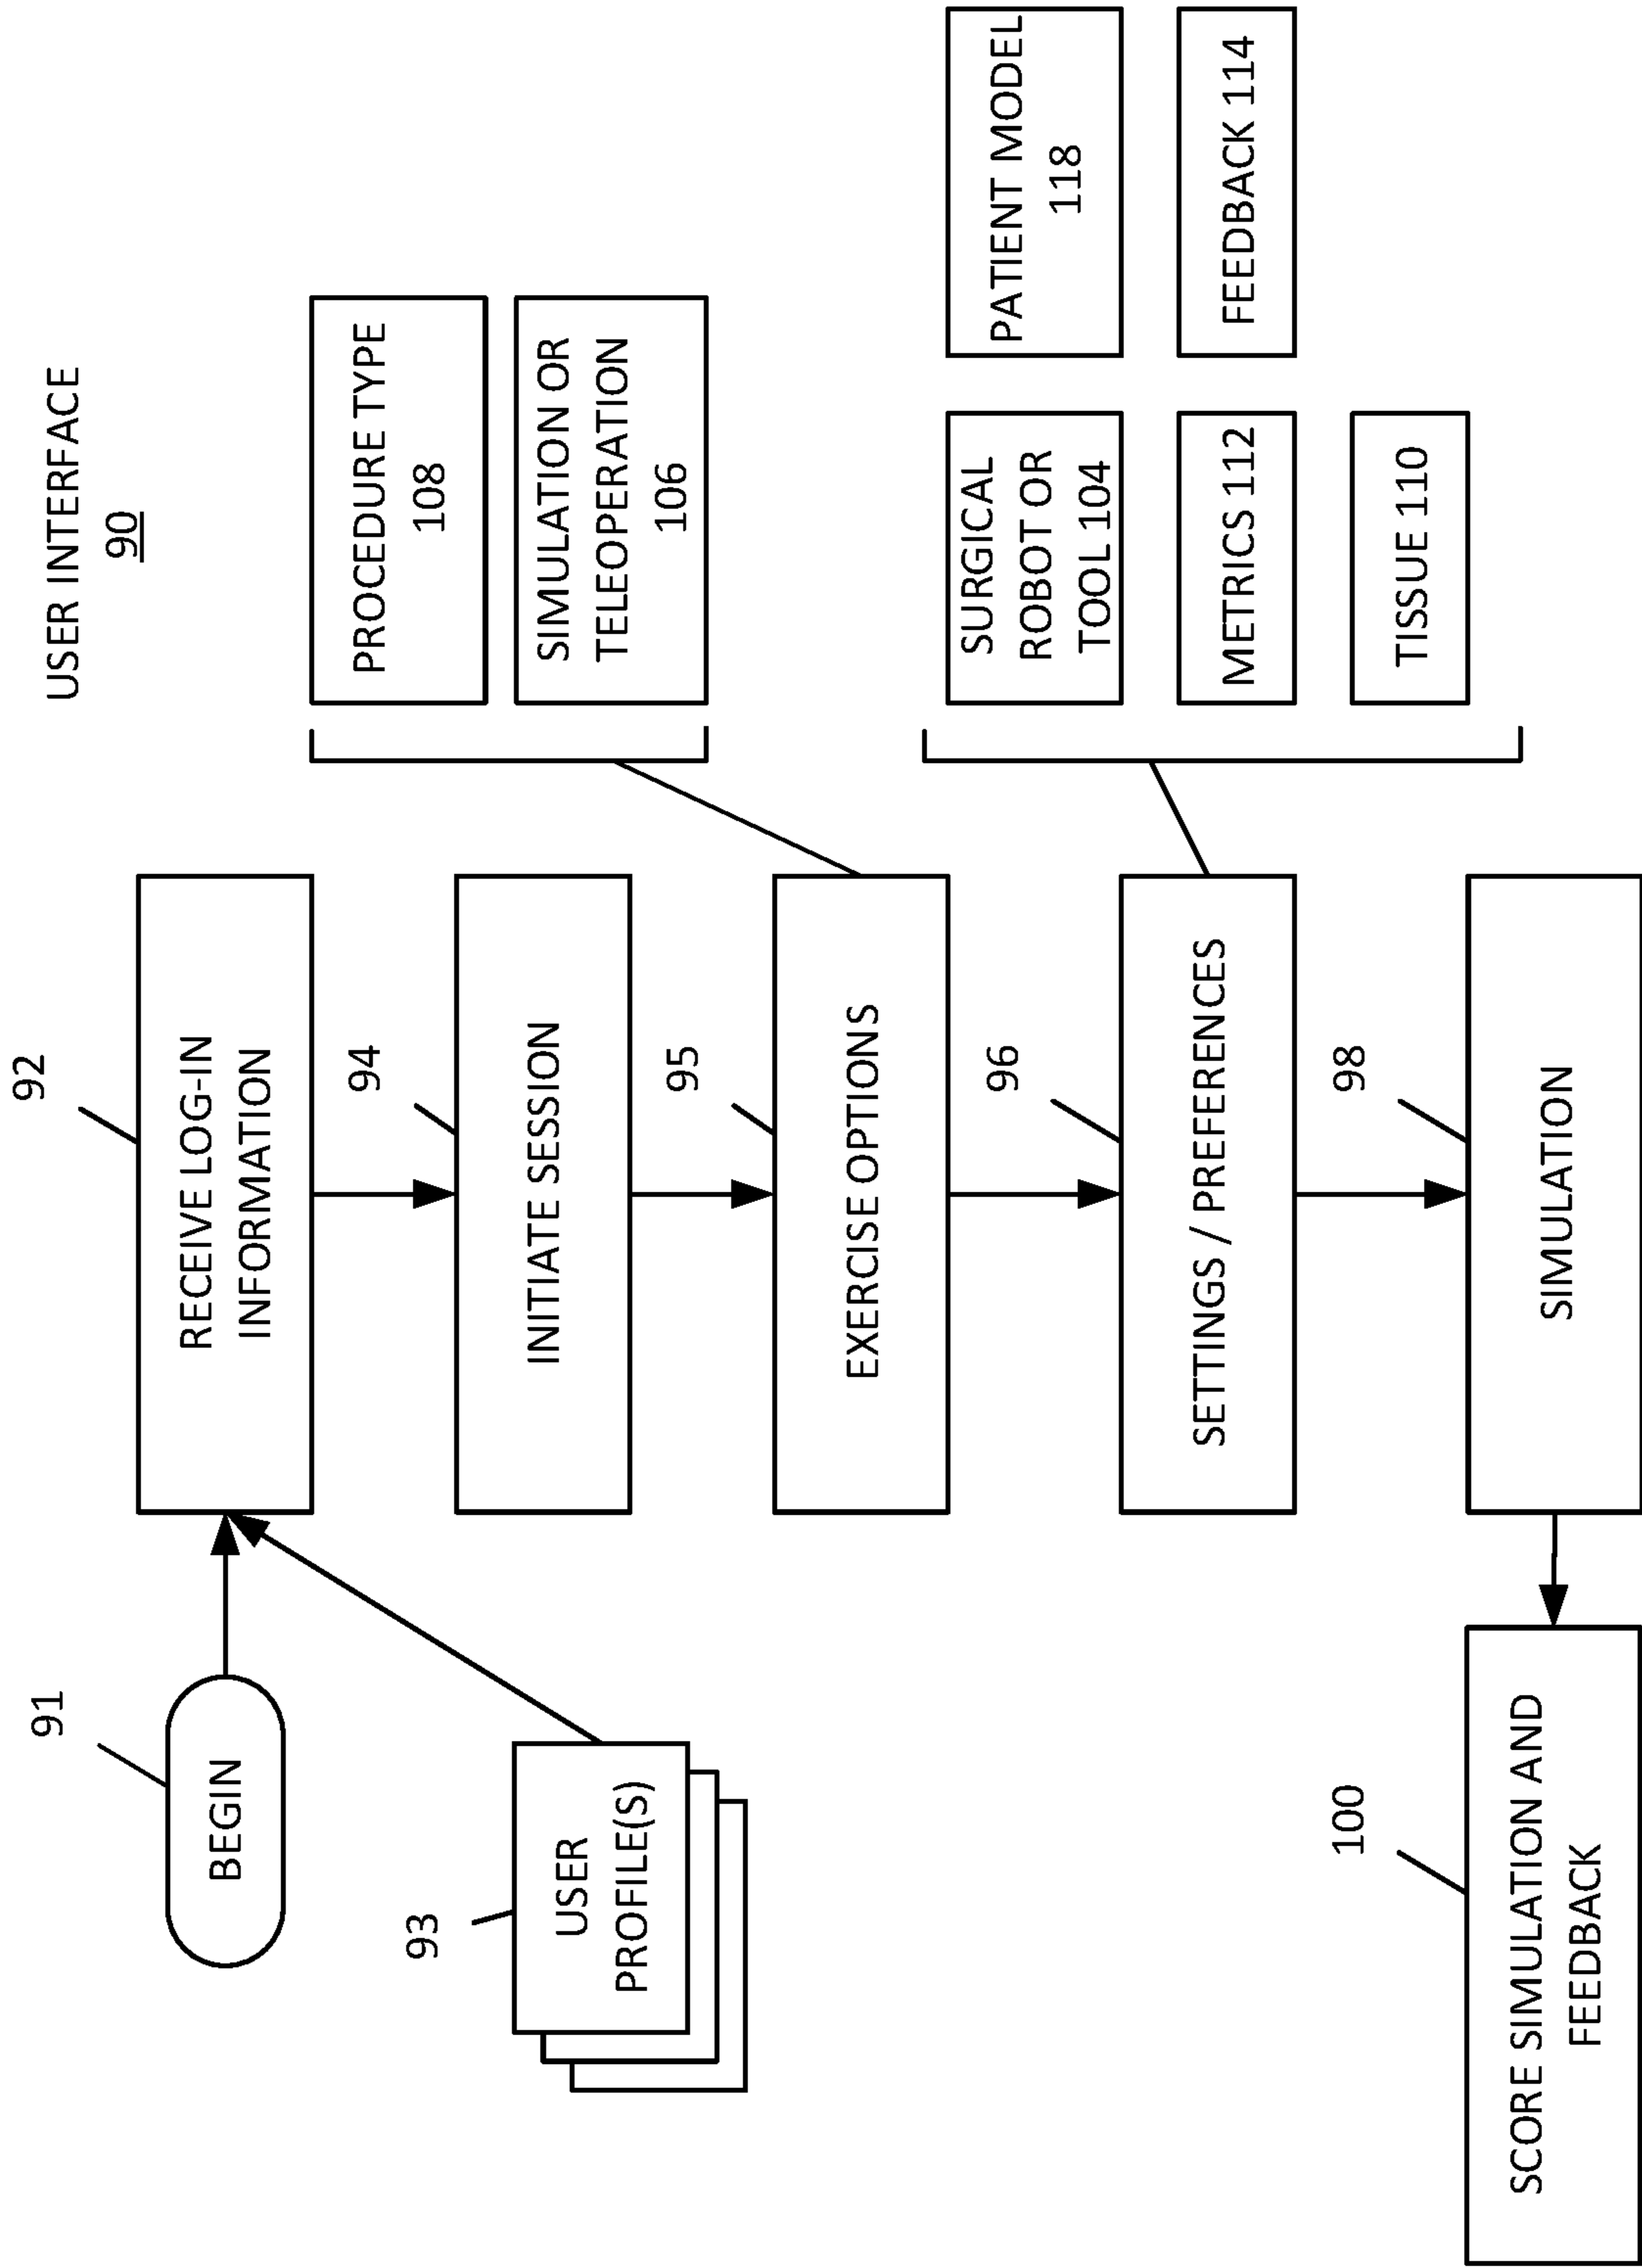 USER INTERFACE
90
91
BEGIN
92
RECEIVE LOG-IN
INFORMATION
93
USER
PROFILE(S)
94
INITIATE SESSION
95
EXERCISE OPTIONS
PROCEDURE TYPE
108
SIMULATION OR
TELEOPERATION
106
96
SETTINGS / PREFERENCES
SURGICAL
ROBOT OR
TOOL 104
PATIENT MODEL
118
METRICS 112
FEEDBACK 114
TISSUE 110
98
SIMULATION
100
SCORE SIMULATION AND
FEEDBACK